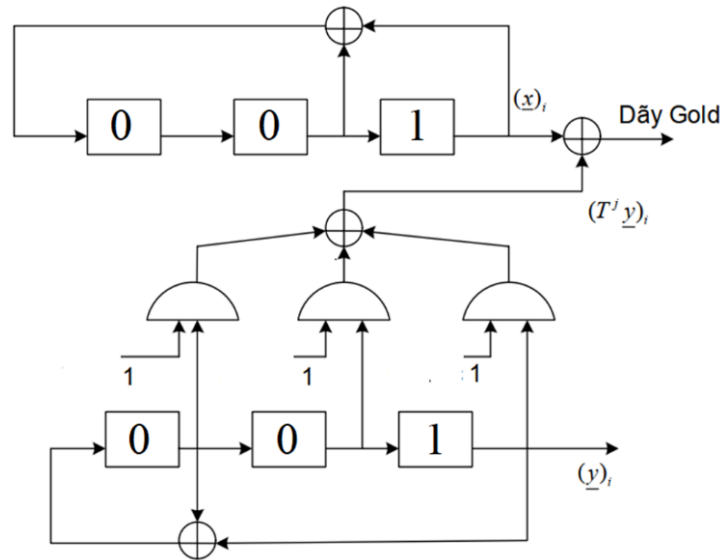 0 0 1
(x)ᵢ
Dãy Gold
(Tʲ y)ᵢ
1 1 : 1
0 0 1
(y)ᵢ